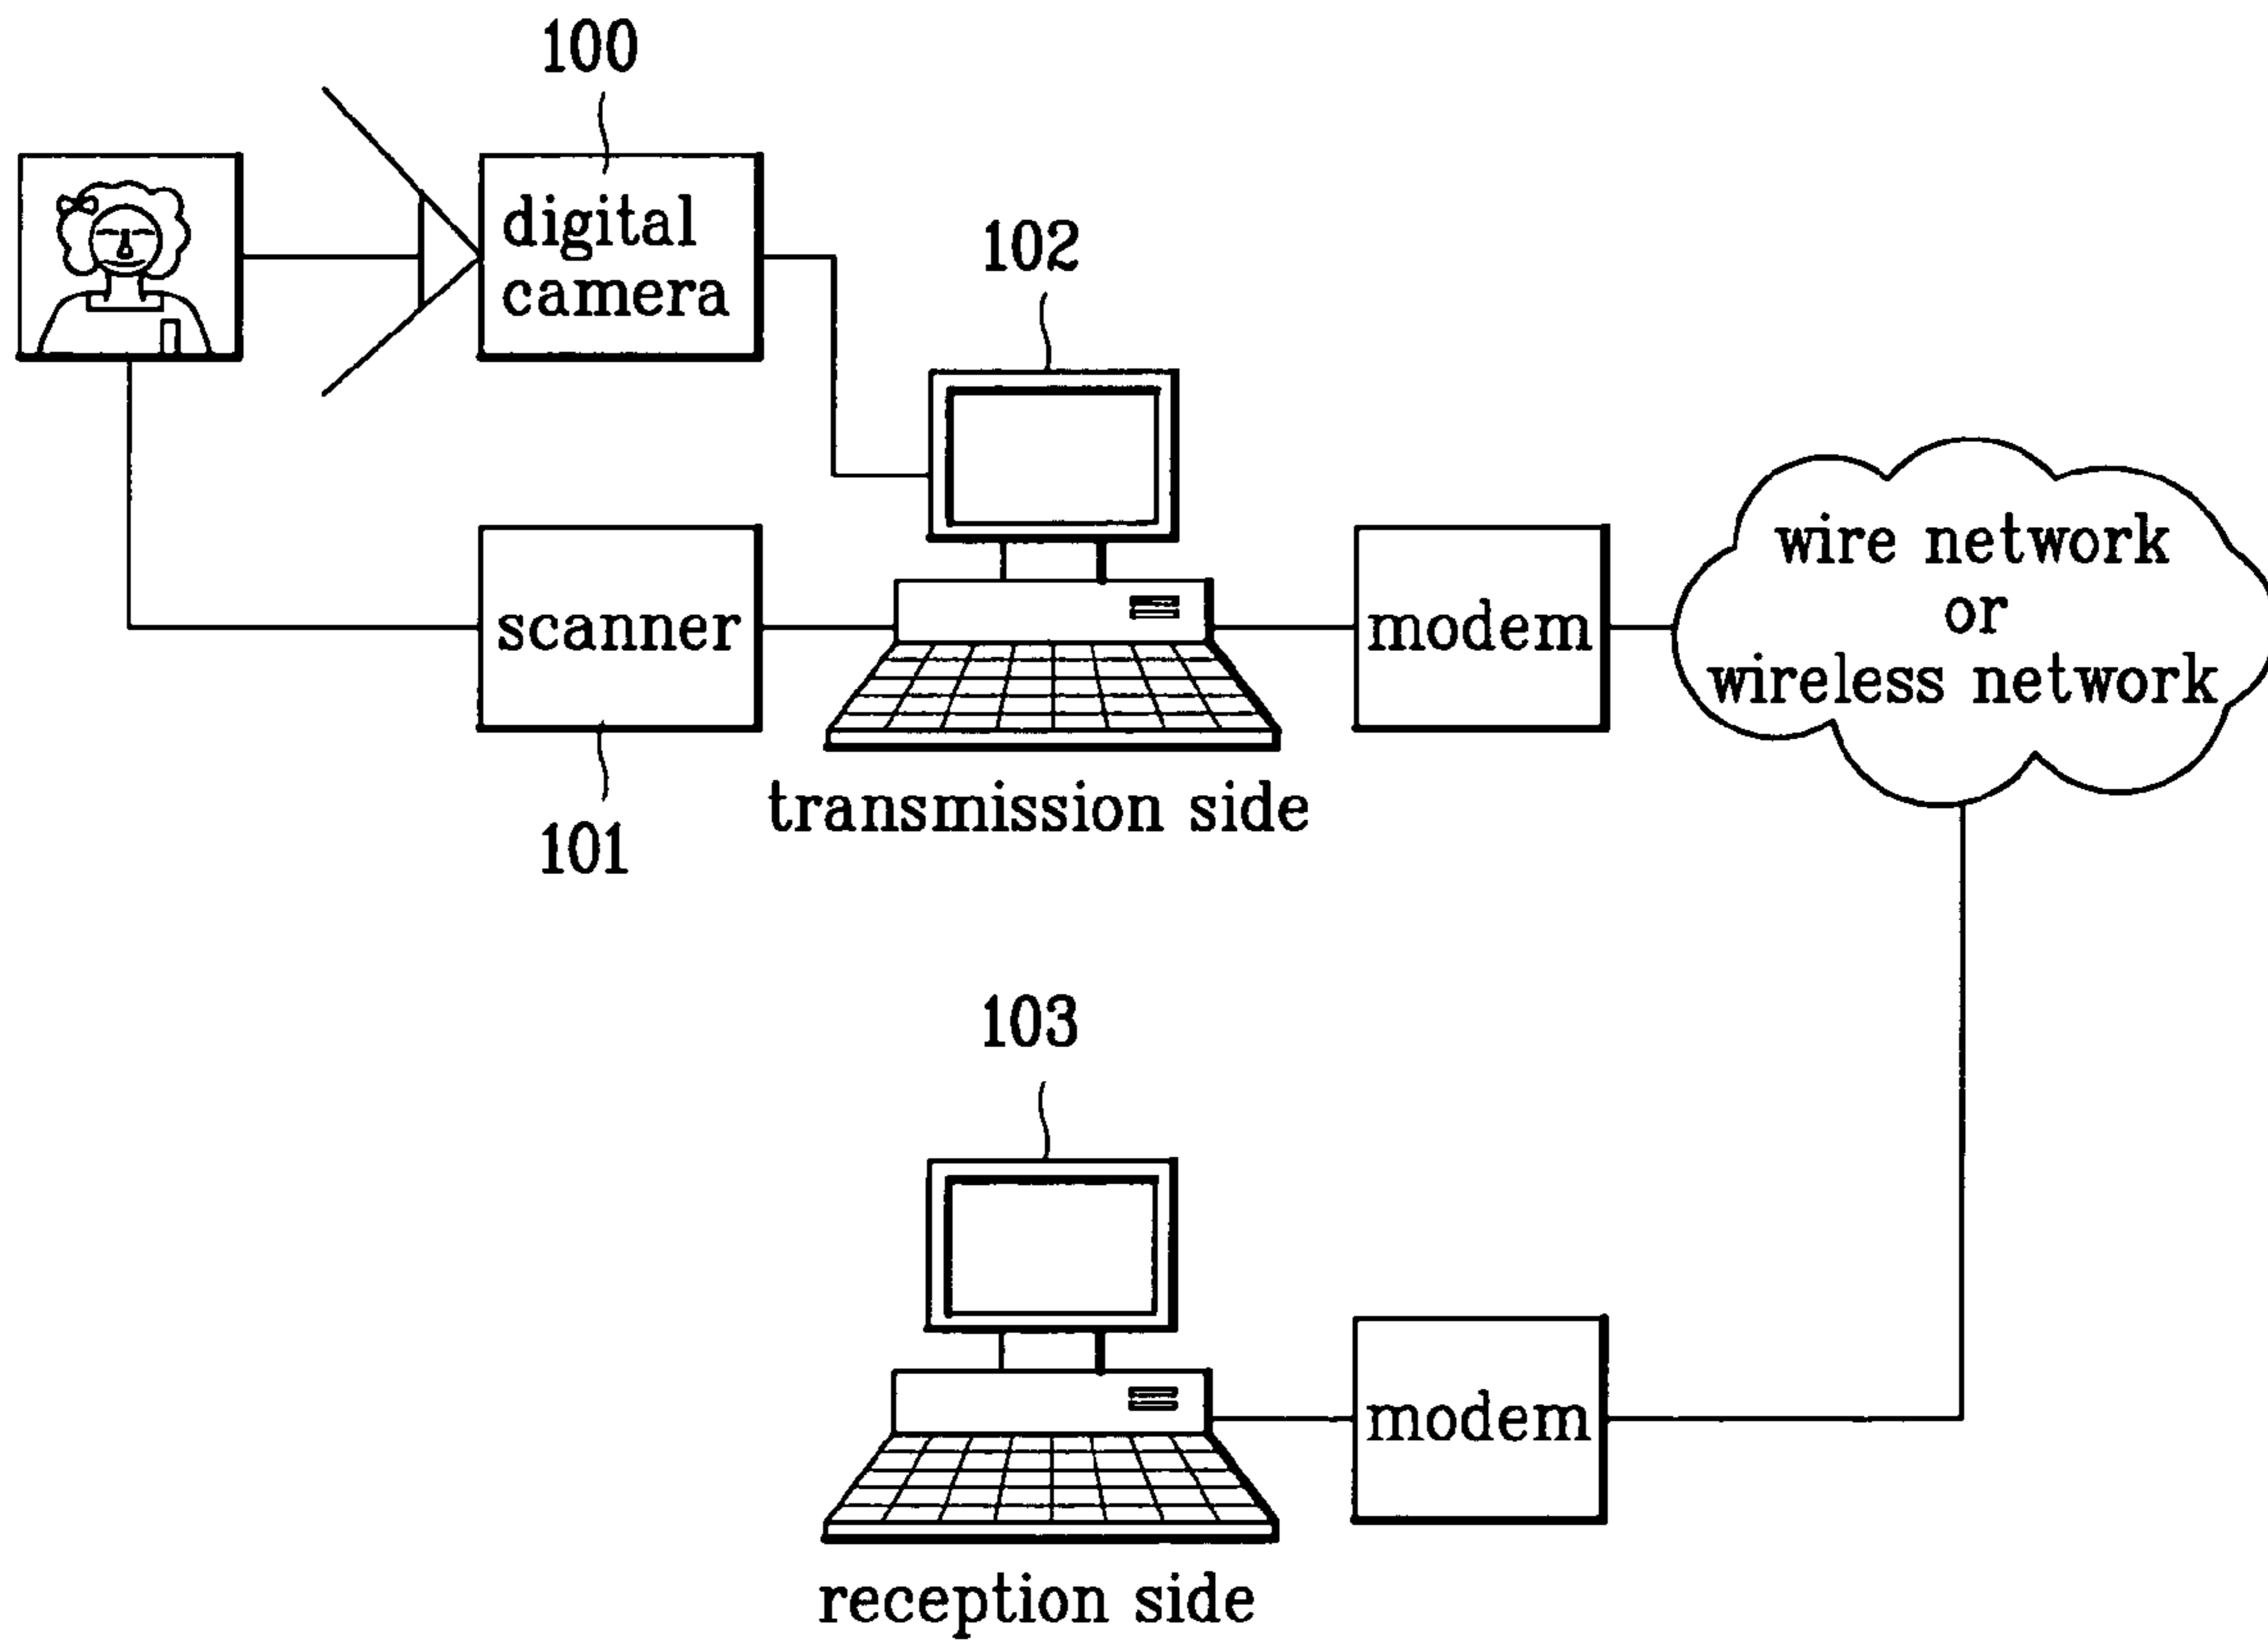 100
digital
camera
102
scanner
101
transmission side
modem
wire network
or
wireless network
103
modem
reception side